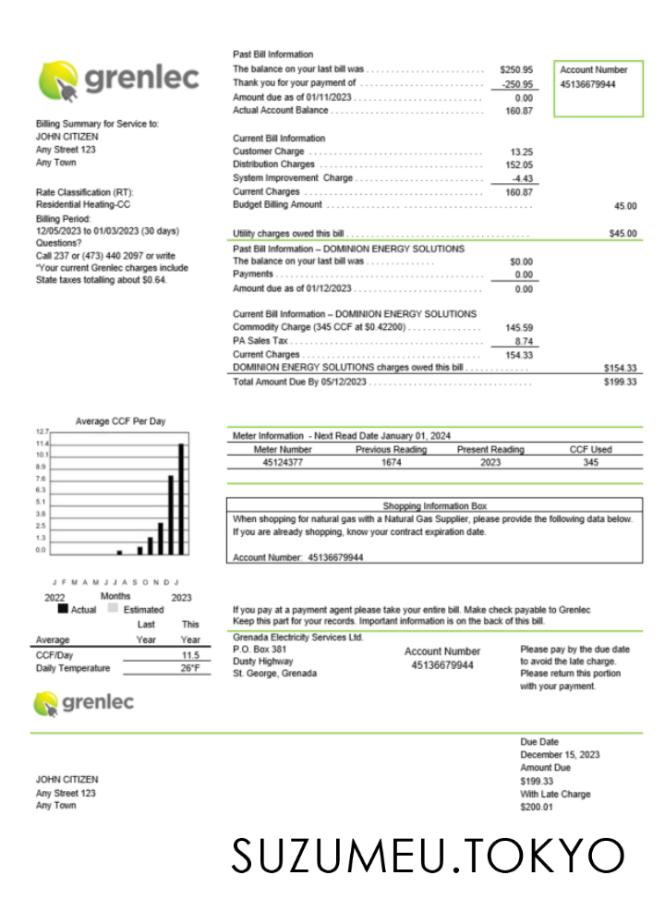 grenlec
Billing Summary for Service to:
JOHN CITIZEN
Any Street 123
Any Town
Rate Classification (RT):
Residential Heating-CC
Billing Period:
12/05/2023 to 01/03/2023 (30 days)
Questions?
Call 237 or (473) 440 2097 or write
"Your current Grenlec charges include
State taxes totalling about $0.64.
Past Bill Information
The balance on your last bill was $250.95
Thank you for your payment of -250.95
Amount due as of 01/11/2023 0.00
Actual Account Balance 160.87
Account Number
45136679944
Current Bill Information
Customer Charge 13.25
Distribution Charges 152.05
System Improvement Charge -4.43
Current Charges 160.87
Budget Billing Amount 45.00
Utility charges owed this bill $45.00
Past Bill Information – DOMINION ENERGY SOLUTIONS
The balance on your last bill was $0.00
Payments 0.00
Amount due as of 01/12/2023 0.00
Current Bill Information – DOMINION ENERGY SOLUTIONS
Commodity Charge (345 CCF at $0.42200) 145.59
PA Sales Tax 8.74
Current Charges 154.33
DOMINION ENERGY SOLUTIONS charges owed this bill $154.33
Total Amount Due By 05/12/2023 $199.33
Average CCF Per Day
12.7
11.4
10.1
8.9
7.6
6.3
5.1
3.8
2.5
1.3
0.0
J F M A M J J A S O N D J
2022 Months 2023
Actual Estimated
Last This
Average Year Year
CCF/Day 11.5
Daily Temperature 26°F
Meter Information - Next Read Date January 01, 2024
Meter Number Previous Reading Present Reading CCF Used
45124377 1674 2023 345
Shopping Information Box
When shopping for natural gas with a Natural Gas Supplier, please provide the following data below.
If you are already shopping, know your contract expiration date.
Account Number: 45136679944
If you pay at a payment agent please take your entire bill. Make check payable to Grenlec
Keep this part for your records. Important information is on the back of this bill.
Grenada Electricity Services Ltd.
P.O. Box 381
Dusty Highway
St. George, Grenada
Account Number
45136679944
Please pay by the due date
to avoid the late charge.
Please return this portion
with your payment.
grenlec
Due Date
December 15, 2023
Amount Due
$199.33
With Late Charge
$200.01
JOHN CITIZEN
Any Street 123
Any Town
SUZUMEU.TOKYO